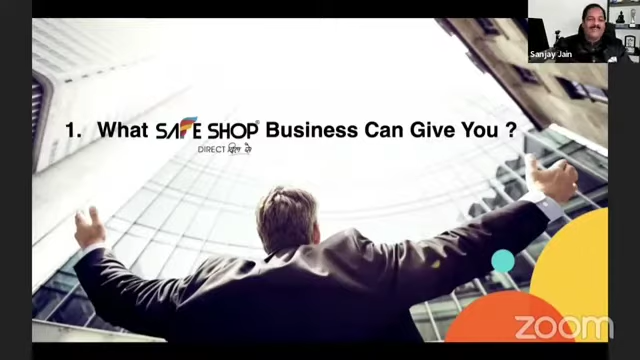 Sanjay Jain
1. What SAFE SHOP® Business Can Give You ?
DIRECT दिल से
zoom